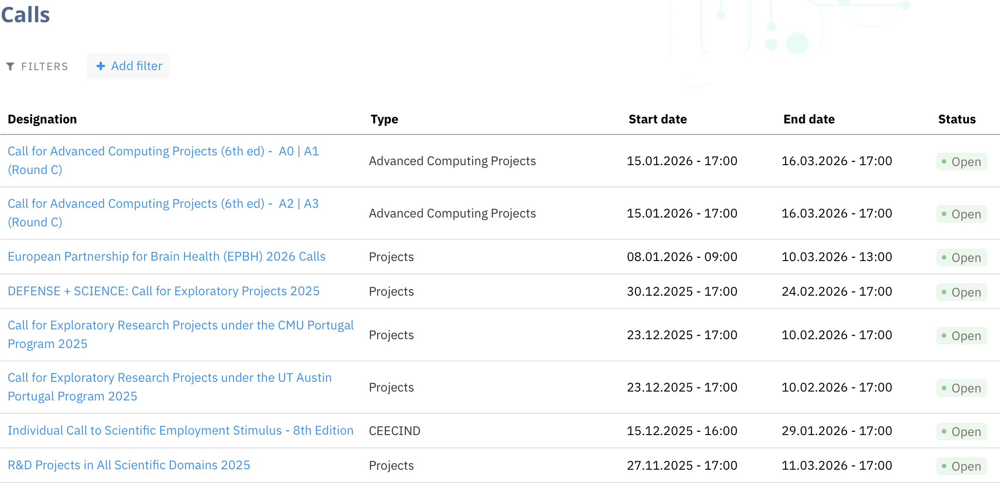 Calls
FILTERS + Add filter
Designation Type Start date End date Status
Call for Advanced Computing Projects (6th ed) - A0 | A1
(Round C)
Advanced Computing Projects 15.01.2026 - 17:00 16.03.2026 - 17:00 Open
Call for Advanced Computing Projects (6th ed) - A2 | A3
(Round C)
Advanced Computing Projects 15.01.2026 - 17:00 16.03.2026 - 17:00 Open
European Partnership for Brain Health (EPBH) 2026 Calls Projects 08.01.2026 - 09:00 10.03.2026 - 13:00 Open
DEFENSE + SCIENCE: Call for Exploratory Projects 2025 Projects 30.12.2025 - 17:00 24.02.2026 - 17:00 Open
Call for Exploratory Research Projects under the CMU Portugal
Program 2025
Projects 23.12.2025 - 17:00 10.02.2026 - 17:00 Open
Call for Exploratory Research Projects under the UT Austin
Portugal Program 2025
Projects 23.12.2025 - 17:00 10.02.2026 - 17:00 Open
Individual Call to Scientific Employment Stimulus - 8th Edition CEECIND 15.12.2025 - 16:00 29.01.2026 - 17:00 Open
R&D Projects in All Scientific Domains 2025 Projects 27.11.2025 - 17:00 11.03.2026 - 17:00 Open